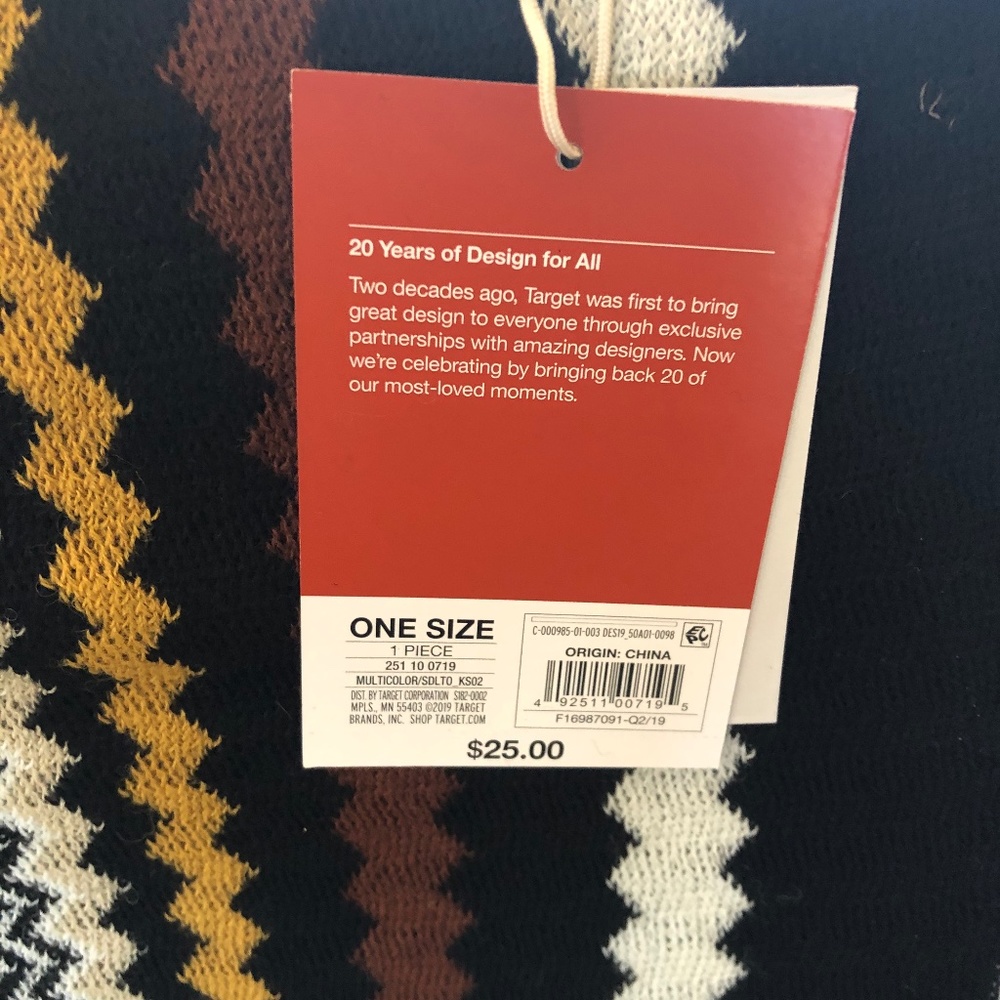 20 Years of Design for All
Two decades ago, Target was first to bring
great design to everyone through exclusive
partnerships with amazing designers. Now
we're celebrating by bringing back 20 of
our most-loved moments.
ONE SIZE
1 PIECE
251 10 0719
MULTICOLOR/SDLTO_KS02
DIST. BY TARGET CORPORATION S182-0002
MPLS., MN 55403 ©2019 TARGET
BRANDS, INC. SHOP TARGET.COM
C-000985-01-003 DES19_50A01-0098
EPC™
ORIGIN: CHINA
4 92511 00719 5
F16987091-Q2/19
$25.00